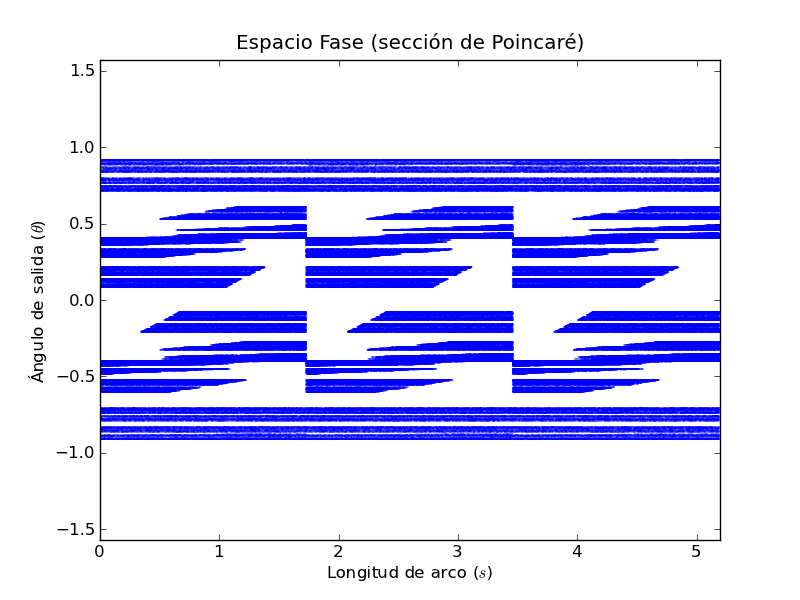 Espacio Fase (sección de Poincaré)
1.5
1.0
0.5
0.0
−0.5
−1.0
−1.5
Ángulo de salida (θ)
0 1 2 3 4 5
Longitud de arco (s)